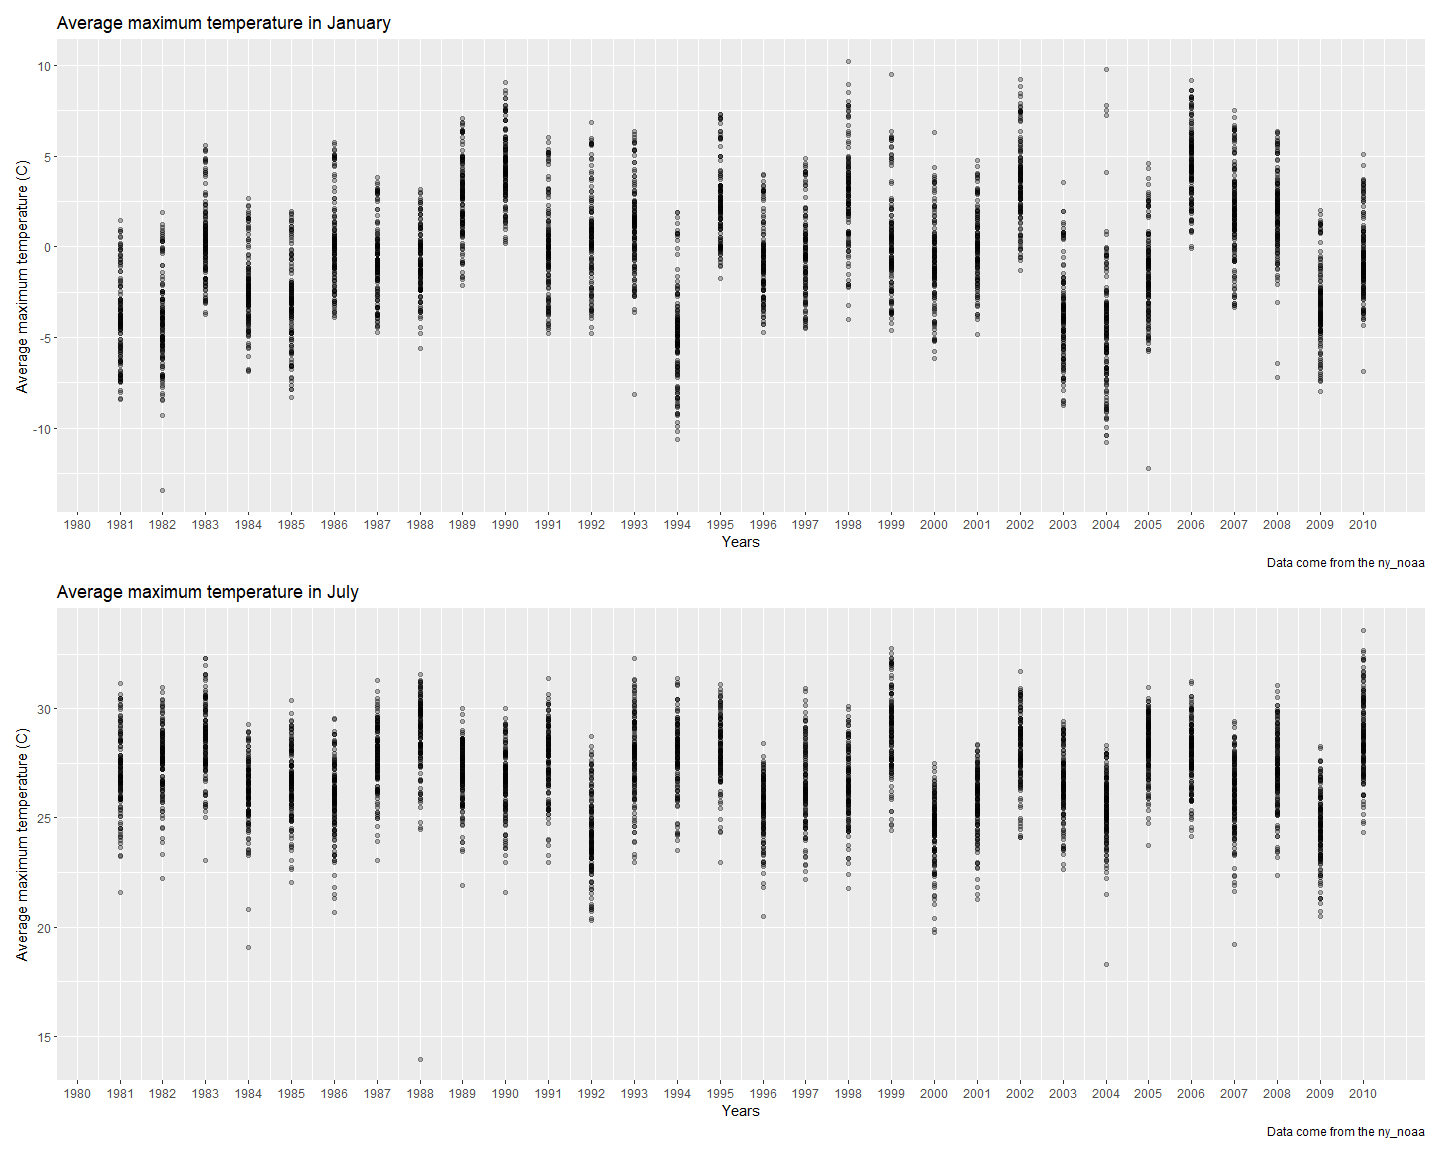 Average maximum temperature in January
Average maximum temperature (C)
10
5
0
-5
-10
1980 1981 1982 1983 1984 1985 1986 1987 1988 1989 1990 1991 1992 1993 1994 1995 1996 1997 1998 1999 2000 2001 2002 2003 2004 2005 2006 2007 2008 2009 2010
Years
Data come from the ny_noaa
Average maximum temperature in July
Average maximum temperature (C)
30
25
20
15
1980 1981 1982 1983 1984 1985 1986 1987 1988 1989 1990 1991 1992 1993 1994 1995 1996 1997 1998 1999 2000 2001 2002 2003 2004 2005 2006 2007 2008 2009 2010
Years
Data come from the ny_noaa